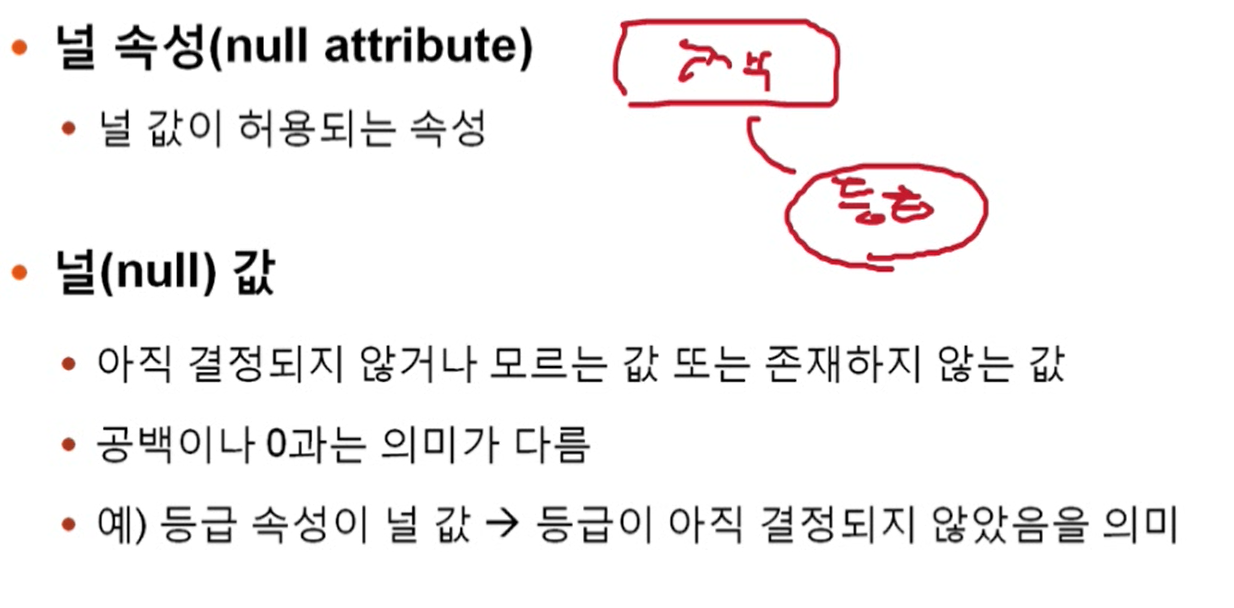 • 널 속성(null attribute)
• 널 값이 허용되는 속성
등급
• 널(null) 값
• 아직 결정되지 않거나 모르는 값 또는 존재하지 않는 값
• 공백이나 0과는 의미가 다름
• 예) 등급 속성이 널 값 → 등급이 아직 결정되지 않았음을 의미